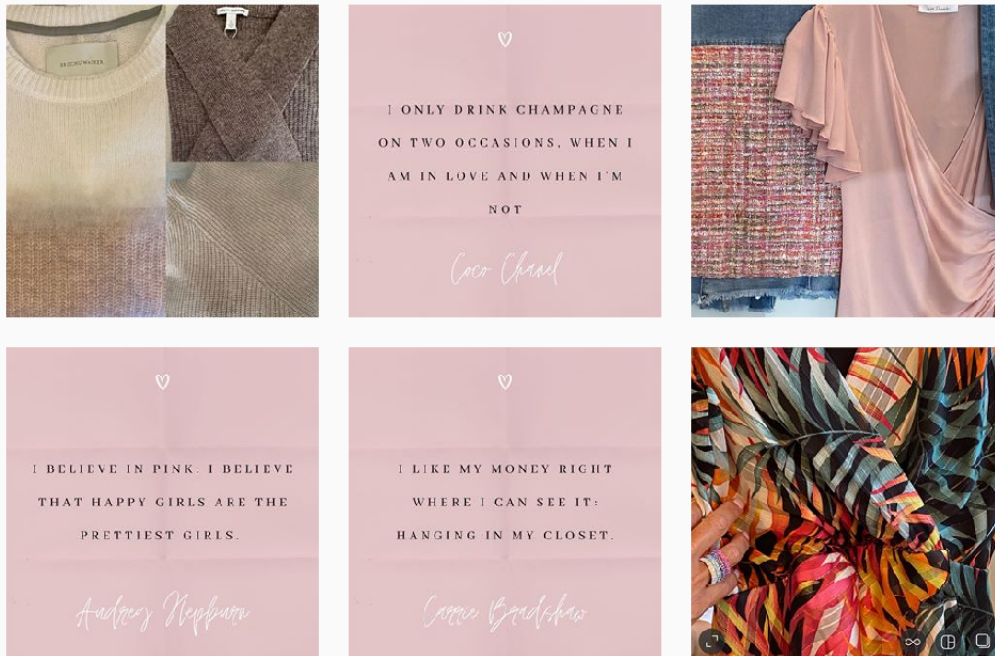 I ONLY DRINK CHAMPAGNE
ON TWO OCCASIONS, WHEN I
AM IN LOVE AND WHEN I'M
NOT
Coco Chanel
I BELIEVE IN PINK. I BELIEVE
THAT HAPPY GIRLS ARE THE
PRETTIEST GIRLS.
Audrey Hepburn
I LIKE MY MONEY RIGHT
WHERE I CAN SEE IT:
HANGING IN MY CLOSET.
Carrie Bradshaw